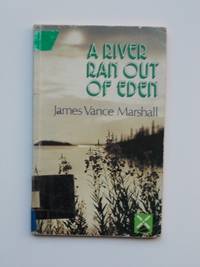 A RIVER
RAN OUT
OF EDEN
James Vance Marshall